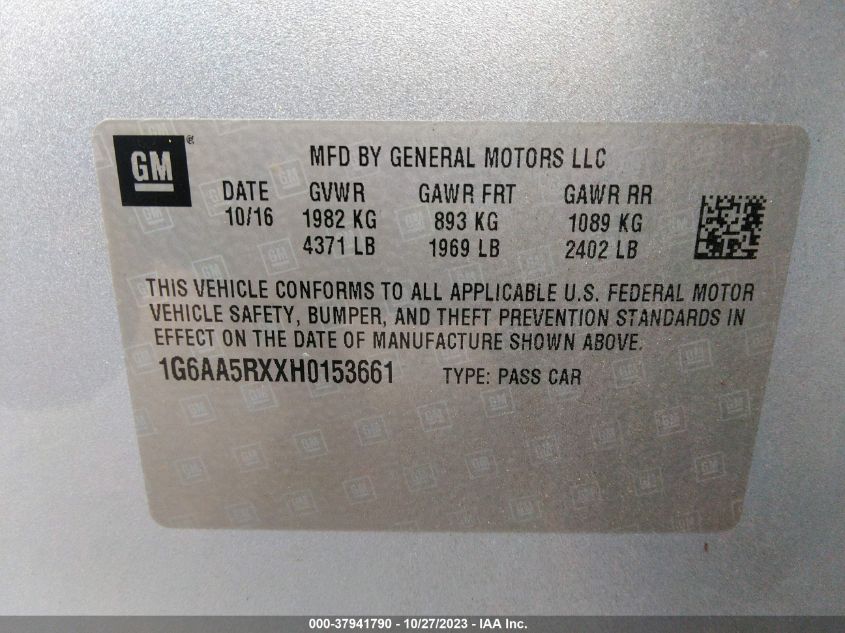 GM®
MFD BY GENERAL MOTORS LLC
DATE GVWR GAWR FRT GAWR RR
10/16 1982 KG 893 KG 1089 KG
4371 LB 1969 LB 2402 LB
THIS VEHICLE CONFORMS TO ALL APPLICABLE U.S. FEDERAL MOTOR
VEHICLE SAFETY, BUMPER, AND THEFT PREVENTION STANDARDS IN
EFFECT ON THE DATE OF MANUFACTURE SHOWN ABOVE.
1G6AA5RXXH0153661 TYPE: PASS CAR
000-37941790 - 10/27/2023 - IAA Inc.